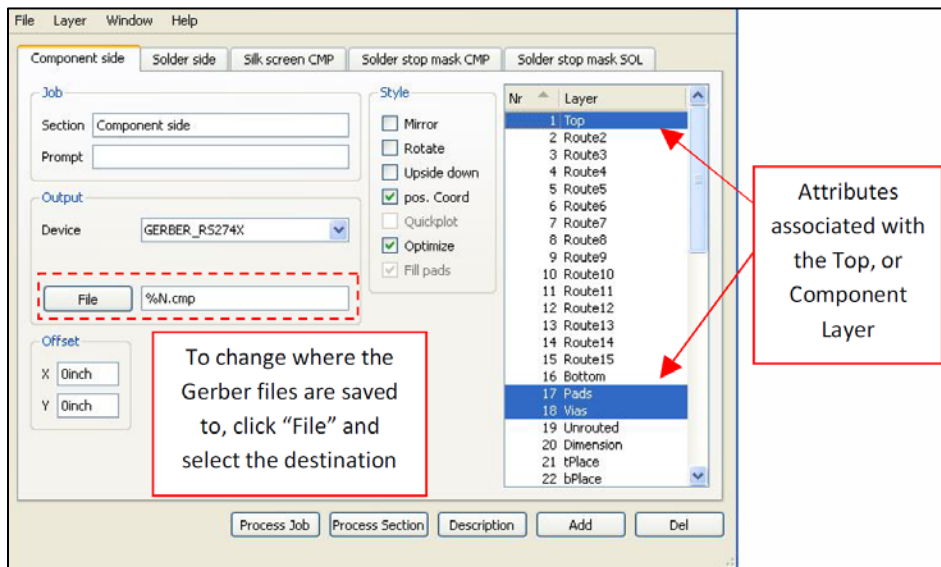 File Layer Window Help
Component side Solder side Silk screen CMP Solder stop mask CMP Solder stop mask SOL
Job
Section Component side
Prompt
Output
Device GERBER_RS274X
File %N.cmp
Offset
X 0inch
Y 0inch
To change where the
Gerber files are saved
to, click “File” and
select the destination
Style
Mirror
Rotate
Upside down
pos. Coord
Quickplot
Optimize
Fill pads
Nr Layer
1 Top
2 Route2
3 Route3
4 Route4
5 Route5
6 Route6
7 Route7
8 Route8
9 Route9
10 Route10
11 Route11
12 Route12
13 Route13
14 Route14
15 Route15
16 Bottom
17 Pads
18 Vias
19 Unrouted
20 Dimension
21 tPlace
22 bPlace
Attributes
associated with
the Top, or
Component
Layer
Process Job Process Section Description Add Del